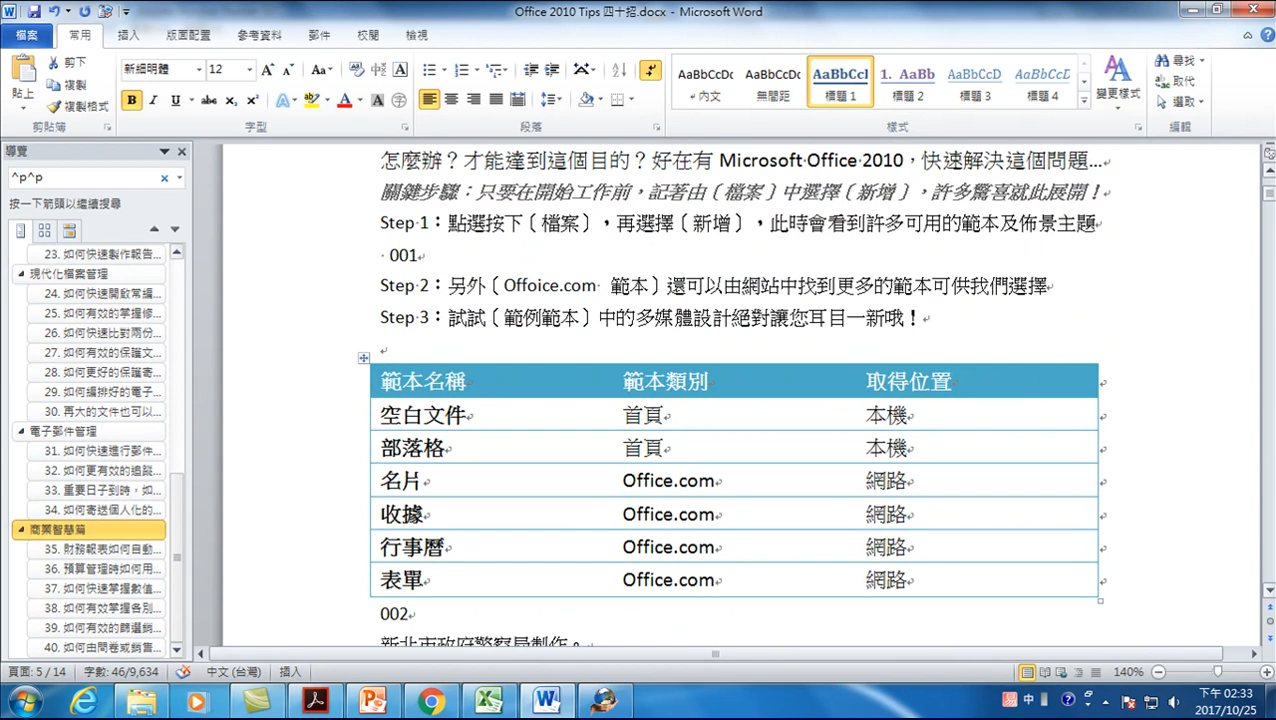 Office 2010 Tips 四十招.docx - Microsoft Word
檔案 常用 插入 版面配置 參考資料 郵件 校閱 檢視
貼上
剪下
複製
複製格式
剪貼簿
新細明體 12
字型
段落
AaBbCcDc AaBbCcDc AaBbCcI 1. AaBb AaBbCcD AaBbCcD
內文 無間距 標題 1 標題 2 標題 3 標題 4
變更樣式
樣式
尋找
取代
選取
編輯
導覽
^p^p
按一下箭頭以繼續搜尋
23. 如何快速製作報告...
現代化檔案管理
24. 如何快速開啟常編...
25. 如何有效的掌握修...
26. 如何快速比對兩份...
27. 如何有效的保護文...
28. 如何更好的保護寄...
29. 如何編排好的電子...
30. 再大的文件也可以...
電子郵件管理
31. 如何快速進行郵件...
32. 如何更有效的追蹤...
33. 重要日子到時，如...
34. 如何寄送個人化的...
商業智慧篇
35. 財務報表如何自動...
36. 預算管理時如何用...
37. 如何快速掌握數值...
38. 如何有效掌握各別...
39. 如何有效的篩選銷...
40. 如何由問卷或銷售...
怎麼辦？才能達到這個目的？好在有 Microsoft Office 2010，快速解決這個問題…
關鍵步驟：只要在開始工作前，記著由〔檔案〕中選擇〔新增〕，許多驚喜就此展開！
Step 1：點選按下〔檔案〕，再選擇〔新增〕，此時會看到許多可用的範本及佈景主題
001
Step 2：另外〔Offoice.com 範本〕還可以由網站中找到更多的範本可供我們選擇
Step 3：試試〔範例範本〕中的多媒體設計絕對讓您耳目一新哦！
範本名稱 範本類別 取得位置
空白文件 首頁 本機
部落格 首頁 本機
名片 Office.com 網路
收據 Office.com 網路
行事曆 Office.com 網路
表單 Office.com 網路
002
新北市政府警察局製作。
頁面: 5 / 14 字數: 46/9,634 中文 (台灣) 插入 140%
中
下午 02:33
2017/10/25